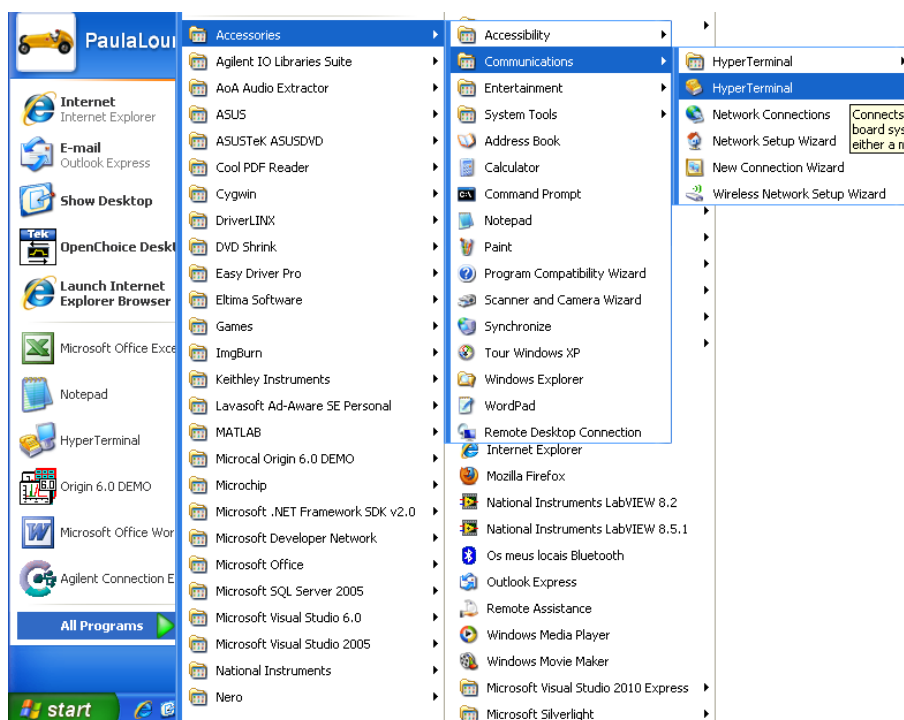 PaulaLour
Internet
Internet Explorer
E-mail
Outlook Express
Show Desktop
Tek
OpenChoice Deskt
Launch Internet
Explorer Browser
Microsoft Office Exce
Notepad
HyperTerminal
Origin 6.0 DEMO
Microsoft Office Wor
Agilent Connection E
All Programs
start
Accessories
Agilent IO Libraries Suite
AoA Audio Extractor
ASUS
ASUSTeK ASUSDVD
Cool PDF Reader
Cygwin
DriverLINX
DVD Shrink
Easy Driver Pro
Eltima Software
Games
ImgBurn
Keithley Instruments
Lavasoft Ad-Aware SE Personal
MATLAB
Microcal Origin 6.0 DEMO
Microchip
Microsoft .NET Framework SDK v2.0
Microsoft Developer Network
Microsoft Office
Microsoft SQL Server 2005
Microsoft Visual Studio 6.0
Microsoft Visual Studio 2005
National Instruments
Nero
Accessibility
Communications
Entertainment
System Tools
Address Book
Calculator
Command Prompt
Notepad
Paint
Program Compatibility Wizard
Scanner and Camera Wizard
Synchronize
Tour Windows XP
Windows Explorer
WordPad
Remote Desktop Connection
Internet Explorer
Mozilla Firefox
National Instruments LabVIEW 8.2
National Instruments LabVIEW 8.5.1
Os meus locais Bluetooth
Outlook Express
Remote Assistance
Windows Media Player
Windows Movie Maker
Microsoft Visual Studio 2010 Express
Microsoft Silverlight
HyperTerminal
HyperTerminal
Network Connections
Network Setup Wizard
New Connection Wizard
Wireless Network Setup Wizard
Connects
board sys
either a m